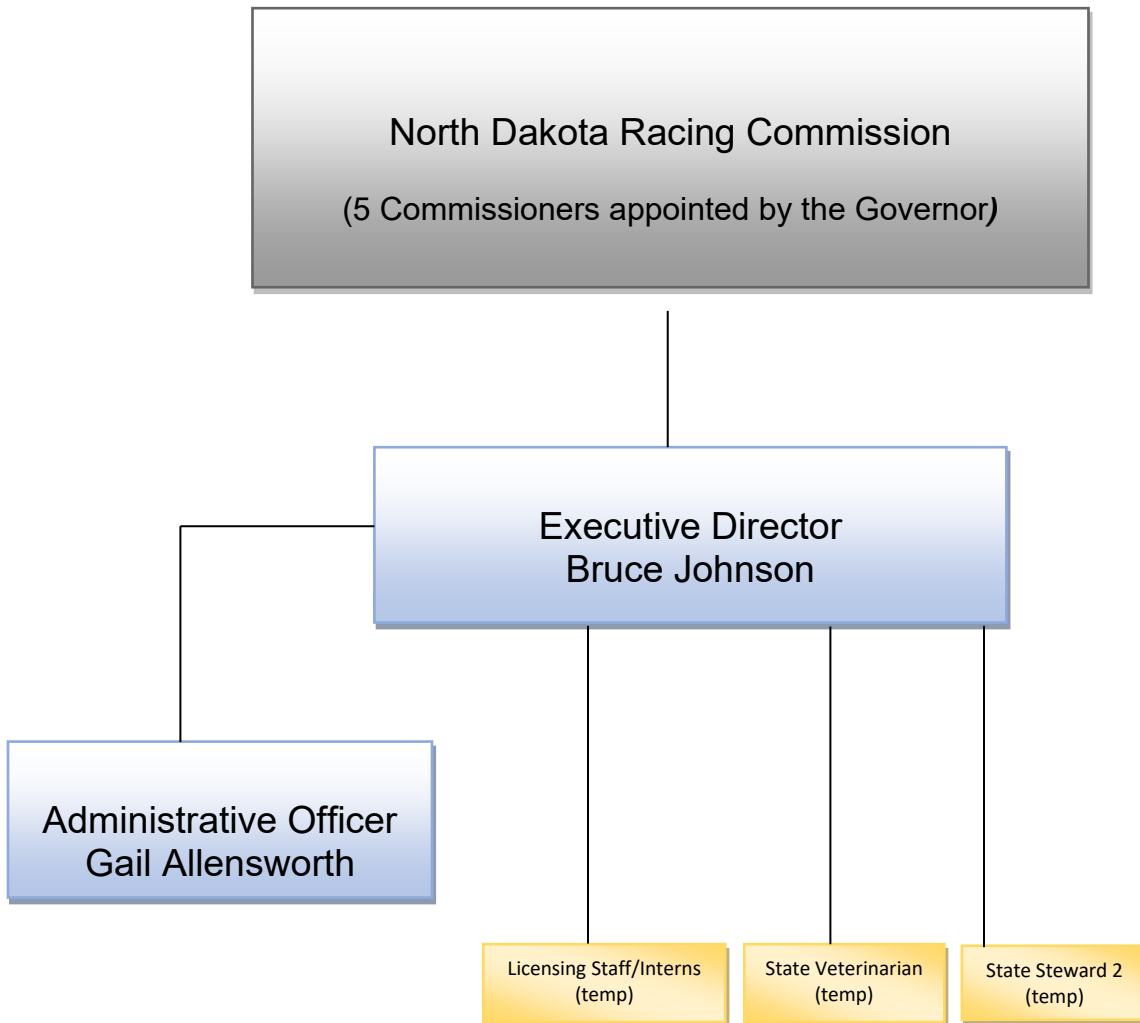 North Dakota Racing Commission
(5 Commissioners appointed by the Governor)
Executive Director
Bruce Johnson
Administrative Officer
Gail Allensworth
Licensing Staff/Interns
(temp)
State Veterinarian
(temp)
State Steward 2
(temp)